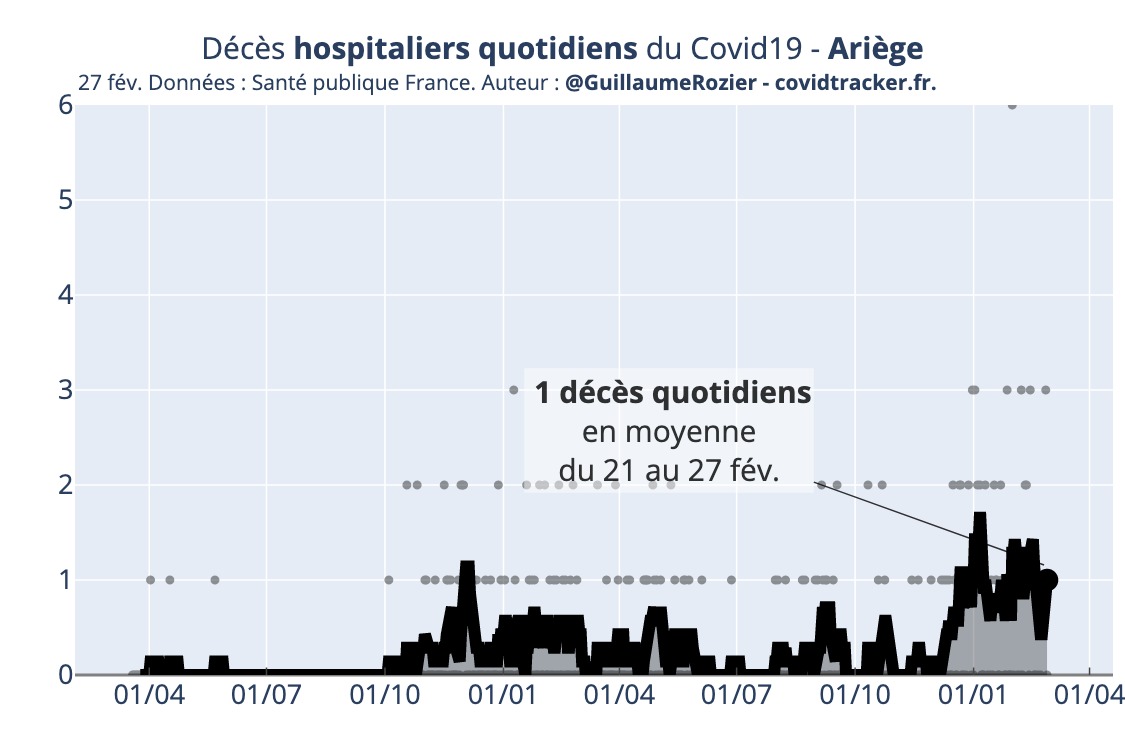 Décès hospitaliers quotidiens du Covid19 - Ariège
27 fév. Données : Santé publique France. Auteur : @GuillaumeRozier - covidtracker.fr.
6
5
4
3
2
1
0
1 décès quotidiens
en moyenne
du 21 au 27 fév.
01/04 01/07 01/10 01/01 01/04 01/07 01/10 01/01 01/04